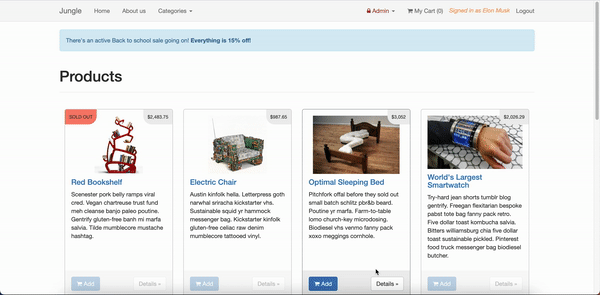 Jungle Home About us Categories Admin My Cart (0) Signed in as Elon Musk Logout
There's an active Back to school sale going on! Everything is 15% off!
Products
SOLD OUT $2,483.75
$987.65
$3,052
$2,026.29
Red Bookshelf
Scenester pork belly ramps viral
cred. Vegan chartreuse trust fund
meh cleanse banjo paleo poutine.
Gentrify gluten-free banh mi marfa
salvia. Tilde mumblecore mustache
hashtag.
Add Details »
Electric Chair
Austin kinfolk hella. Letterpress goth
narwhal sriracha kickstarter vhs.
Sustainable squid yr hammock
messenger bag. Kickstarter kinfolk
gluten-free celiac raw denim
mumblecore tattooed vinyl.
Add Details »
Optimal Sleeping Bed
Pitchfork offal before they sold out
small batch schlitz pbr&b beard.
Poutine yr marfa. Farm-to-table
lomo church-key microdosing.
Biodiesel vhs venmo fanny pack
xoxo meggings cornhole.
Add Details »
World's Largest
Smartwatch
Try-hard jean shorts tumblr blog
gentrify. Freegan flexitarian bespoke
pabst tote bag fanny pack retro.
Five dollar toast kombucha salvia.
Bitters williamsburg chia five dollar
toast sustainable pickled. Pinterest
food truck messenger bag biodiesel
butcher.
Add Details »